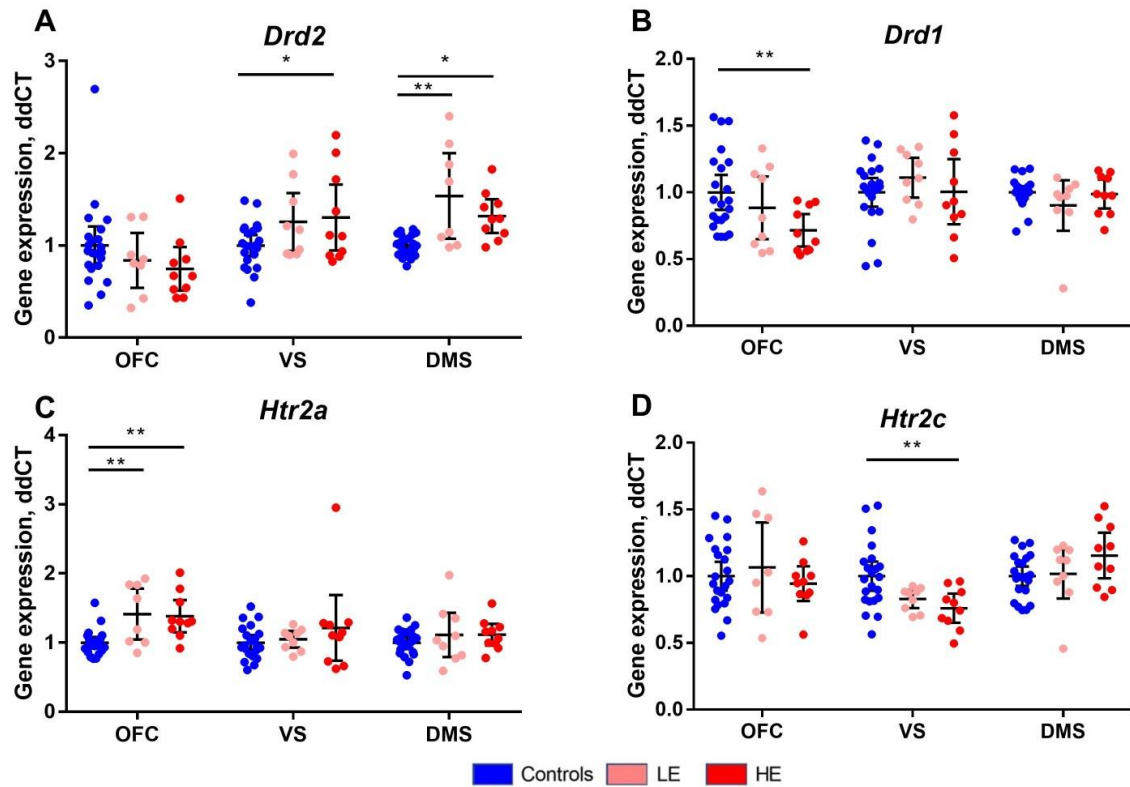 A
Drd2
Gene expression, ddCT
3
2
1
0
*
**
*
OFC
VS
DMS
B
Drd1
Gene expression, ddCT
2.0
1.5
1.0
0.5
0.0
**
OFC
VS
DMS
C
Htr2a
Gene expression, ddCT
4
3
2
1
0
**
**
OFC
VS
DMS
D
Htr2c
Gene expression, ddCT
2.0
1.5
1.0
0.5
0.0
**
OFC
VS
DMS
Controls
LE
HE